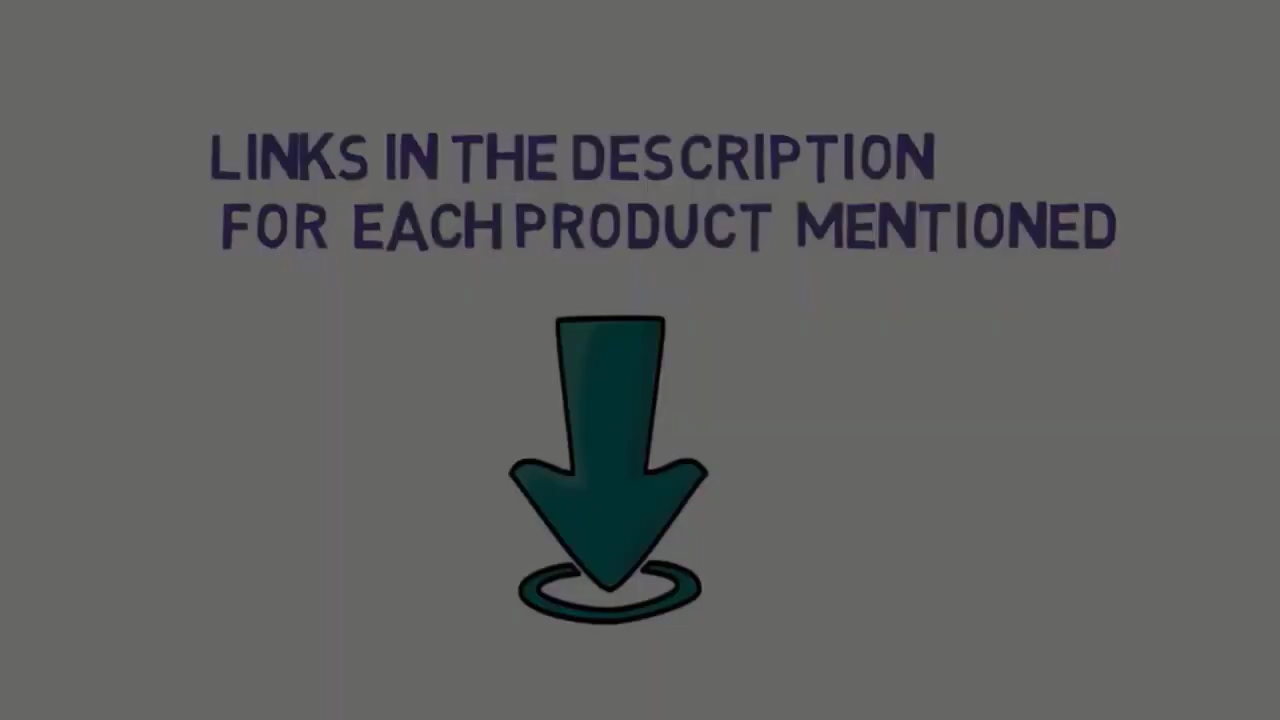 LINKS IN THE DESCRIPTION
FOR EACH PRODUCT MENTIONED